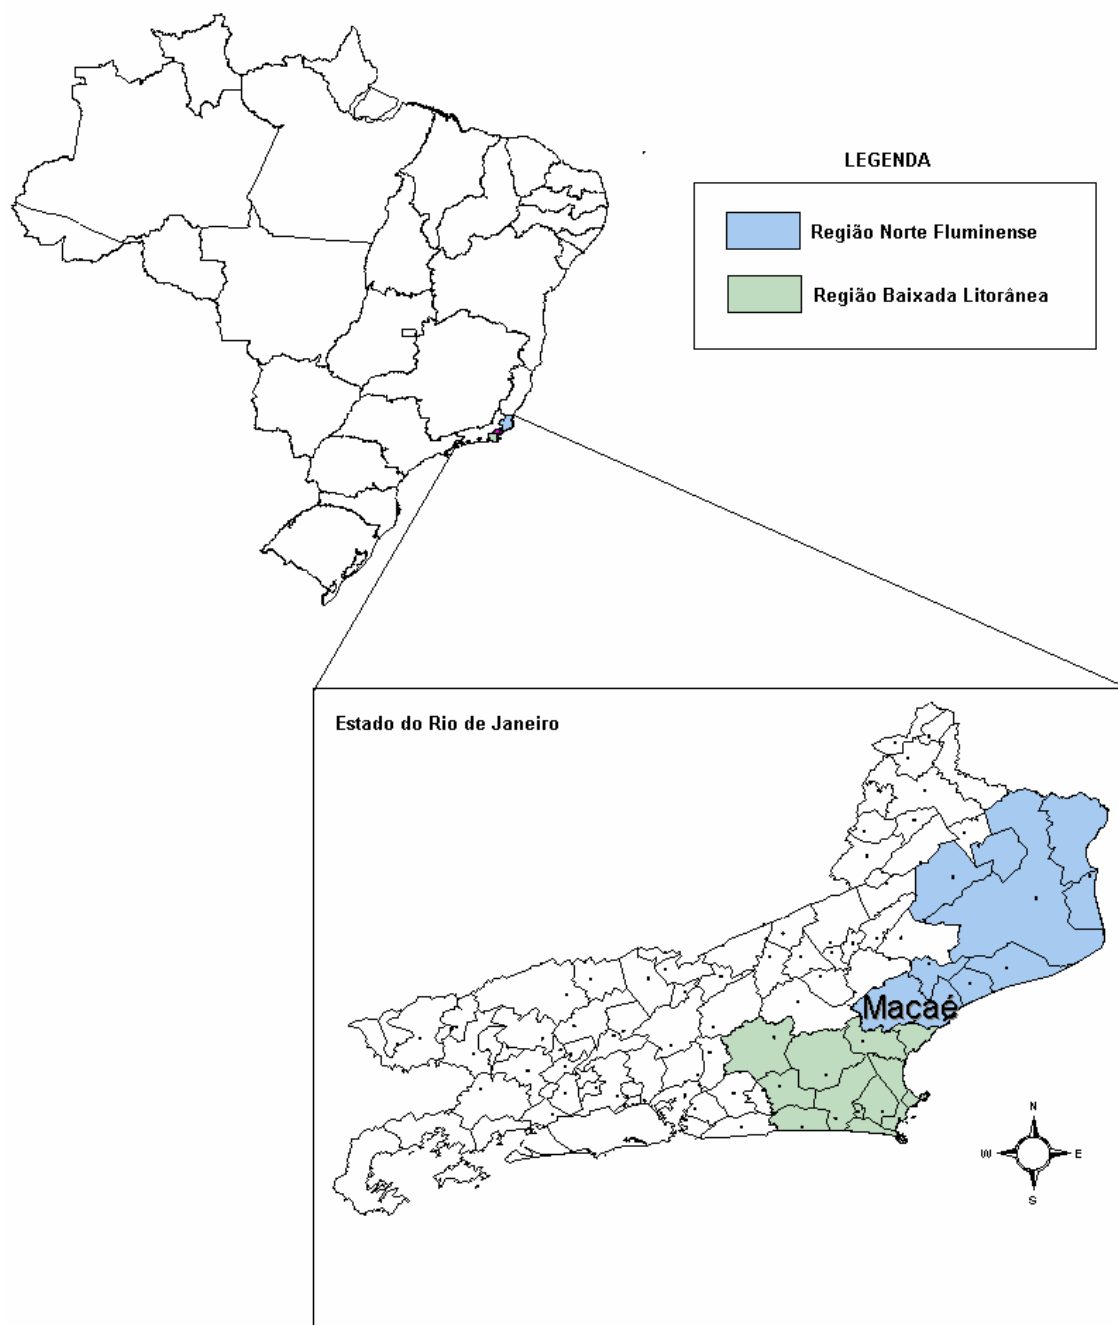 LEGENDA
Região Norte Fluminense
Região Baixada Litorânea
Estado do Rio de Janeiro
Macaé
N
W
E
S